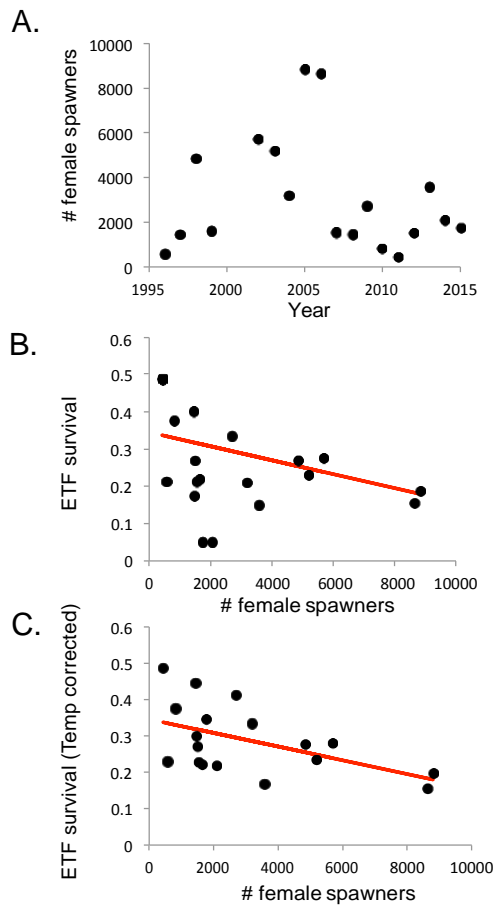 A.
# female spawners
10000
8000
6000
4000
2000
0
1995 2000 2005 2010 2015
Year
B.
ETF survival
0.6
0.5
0.4
0.3
0.2
0.1
0
0 2000 4000 6000 8000 10000
# female spawners
C.
ETF survival (Temp corrected)
0.6
0.5
0.4
0.3
0.2
0.1
0
0 2000 4000 6000 8000 10000
# female spawners